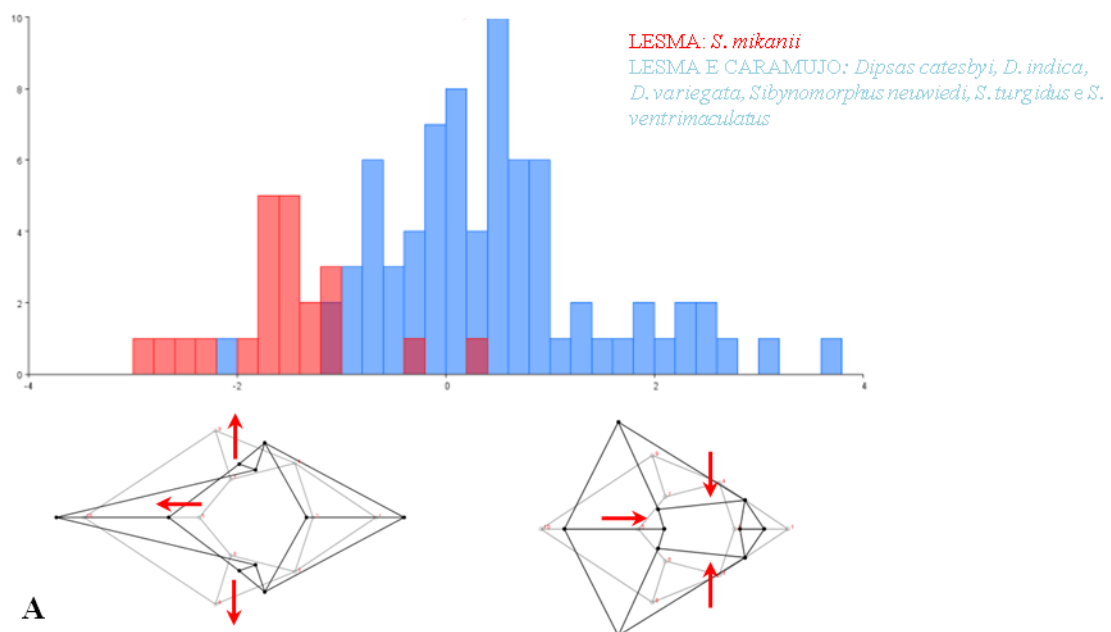 10
8
6
4
2
0
-4
-2
0
2
4
LESMA: S. mikanii
LESMA E CARAMUJO: Dipsas catesbyi, D. indica,
D. variegata, Sibynomorphus neuwiedi, S. turgidus e S.
ventrimaculatus
A